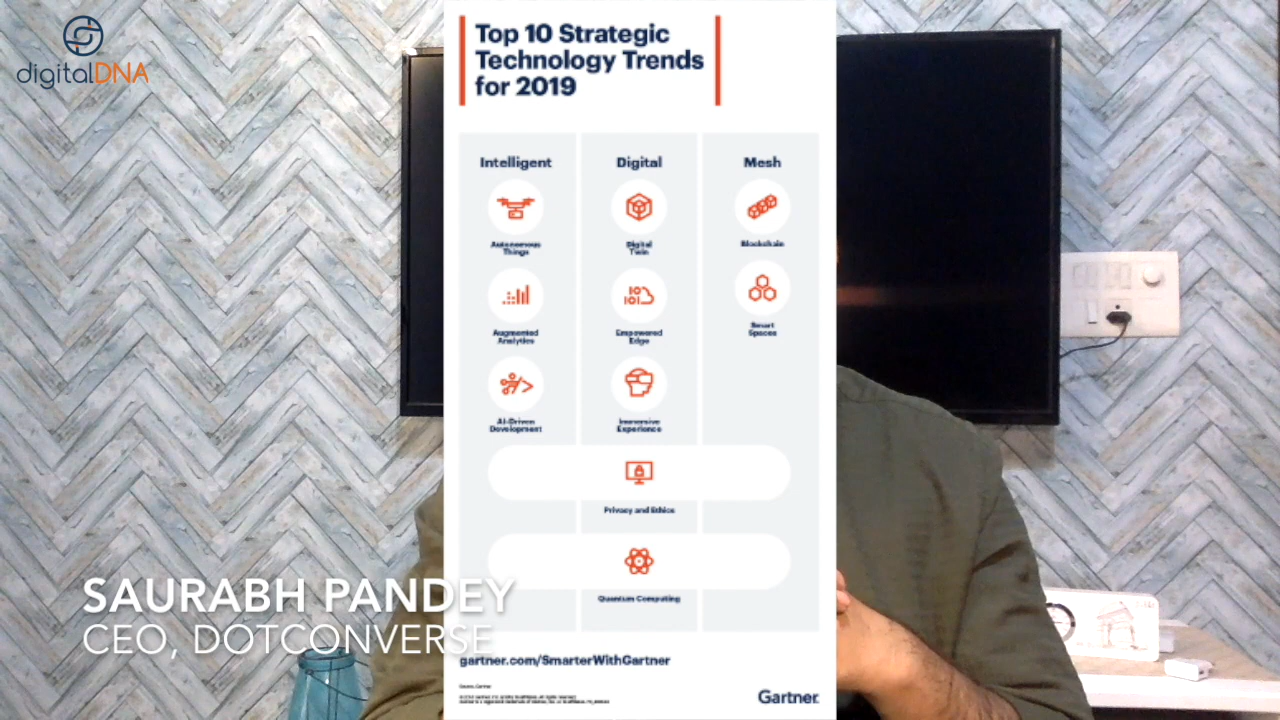 digitalDNA
Top 10 Strategic
Technology Trends
for 2019
Intelligent
Digital
Mesh
Autonomous
Things
Digital
Twin
Blockchain
Augmented
Analytics
Empowered
Edge
Smart
Spaces
AI-Driven
Development
Immersive
Experience
Privacy and Ethics
Quantum Computing
SAURABH PANDEY
CEO, DOTCONVERSE
gartner.com/SmarterWithGartner
Source: Gartner
Gartner